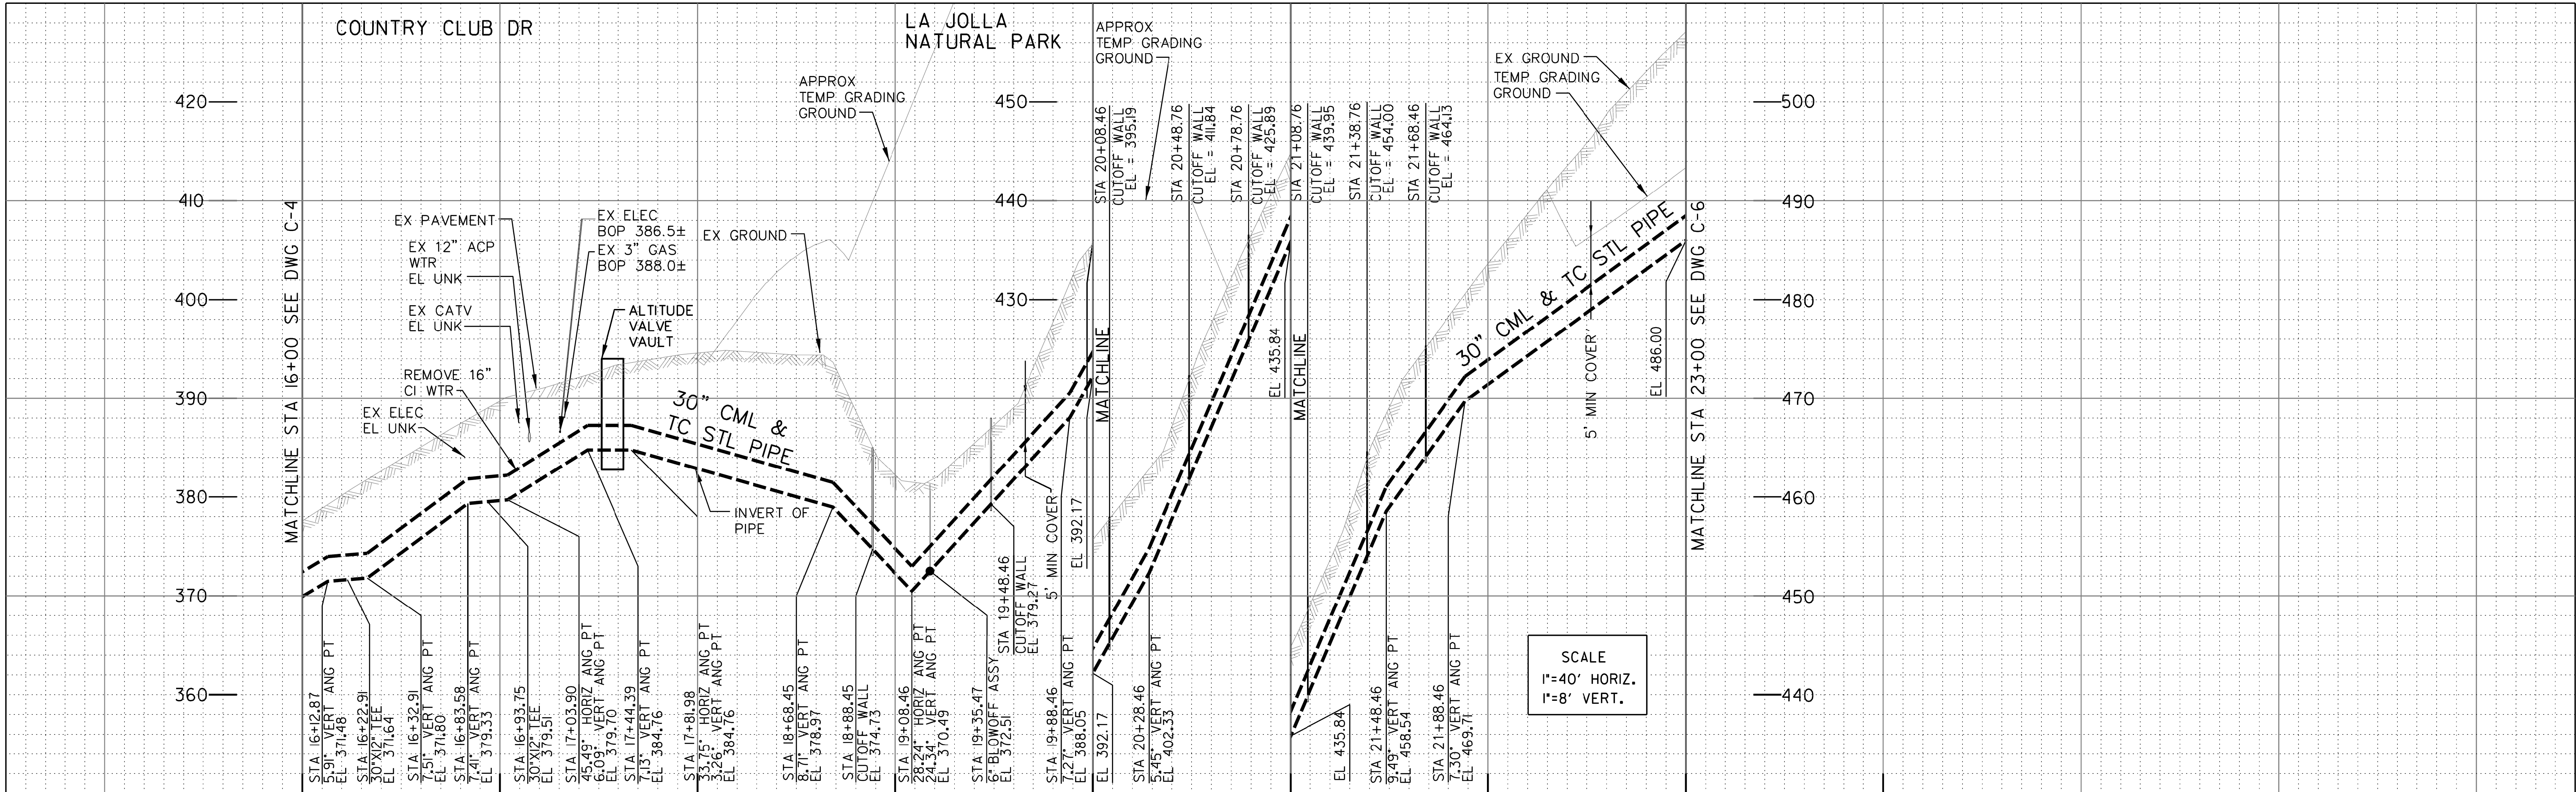 COUNTRY CLUB DR
LA JOLLA
NATURAL PARK
APPROX
TEMP GRADING
GROUND
APPROX
TEMP GRADING
GROUND
EX GROUND
TEMP GRADING
GROUND
420
410
400
390
380
370
360
450
440
430
500
490
480
470
460
450
440
MATCHLINE STA 16+00 SEE DWG C-4
EX PAVEMENT
EX 12" ACP
WTR
EL UNK
EX CATV
EL UNK
REMOVE 16"
CI WTR
EX ELEC
EL UNK
EX ELEC
BOP 386.5±
EX 3" GAS
BOP 388.0±
ALTITUDE
VALVE
VAULT
EX GROUND
30" CML &
TC STL PIPE
INVERT OF
PIPE
STA 16+12.87
5.91° VERT ANG PT
EL 371.48
STA 16+22.91
30"X12" TEE
EL 371.64
STA 16+32.91
7.51° VERT ANG PT
EL 371.80
STA 16+83.58
7.41° VERT ANG PT
EL 379.33
STA 16+93.75
30"X12" TEE
EL 379.51
STA 17+03.90
45.49° HORIZ ANG PT
6.09° VERT ANG PT
EL 379.70
STA 17+44.39
7.13° VERT ANG PT
EL 384.76
STA 17+81.98
33.75° HORIZ ANG PT
3.26° VERT ANG PT
EL 384.76
STA 18+68.45
8.71° VERT ANG PT
EL 378.97
STA 18+88.45
CUTOFF WALL
EL 374.73
STA 19+08.46
28.24° HORIZ ANG PT
24.34° VERT ANG PT
EL 370.49
STA 19+35.47
6" BLOWOFF ASSY
EL 372.51
STA 19+48.46
CUTOFF WALL
EL 379.27
5' MIN COVER
STA 19+88.46
7.27° VERT ANG PT
EL 388.05
EL 392.17
MATCHLINE
EL 392.17
STA 20+08.46
CUTOFF WALL
EL = 395.19
STA 20+28.46
5.45° VERT ANG PT
EL 402.33
STA 20+48.76
CUTOFF WALL
EL = 411.84
STA 20+78.76
CUTOFF WALL
EL = 425.89
EL 435.84
MATCHLINE
STA 21+08.76
CUTOFF WALL
EL = 439.95
EL 435.84
STA 21+38.76
CUTOFF WALL
EL = 454.00
STA 21+48.46
9.49° VERT ANG PT
EL 458.54
STA 21+68.46
CUTOFF WALL
EL = 464.13
STA 21+88.46
7.30° VERT ANG PT
EL 469.71
30" CML & TC STL PIPE
5' MIN COVER
EL 486.00
MATCHLINE STA 23+00 SEE DWG C-6
SCALE
1"=40' HORIZ.
1"=8' VERT.